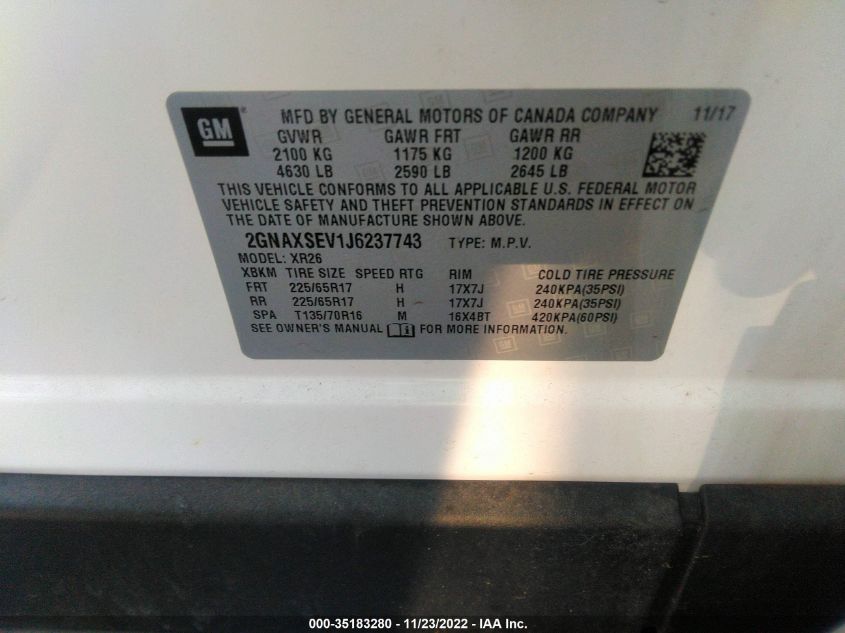 GM
MFD BY GENERAL MOTORS OF CANADA COMPANY 11/17
GVWR GAWR FRT GAWR RR
2100 KG 1175 KG 1200 KG
4630 LB 2590 LB 2645 LB
THIS VEHICLE CONFORMS TO ALL APPLICABLE U.S. FEDERAL MOTOR
VEHICLE SAFETY AND THEFT PREVENTION STANDARDS IN EFFECT ON
THE DATE OF MANUFACTURE SHOWN ABOVE.
2GNAXSEV1J6237743 TYPE: M.P.V.
MODEL: XR26
XBKM TIRE SIZE SPEED RTG RIM COLD TIRE PRESSURE
FRT 225/65R17 H 17X7J 240KPA(35PSI)
RR 225/65R17 H 17X7J 240KPA(35PSI)
SPA T135/70R16 M 16X4BT 420KPA(60PSI)
SEE OWNER'S MANUAL FOR MORE INFORMATION.
000-35183280 - 11/23/2022 - IAA Inc.